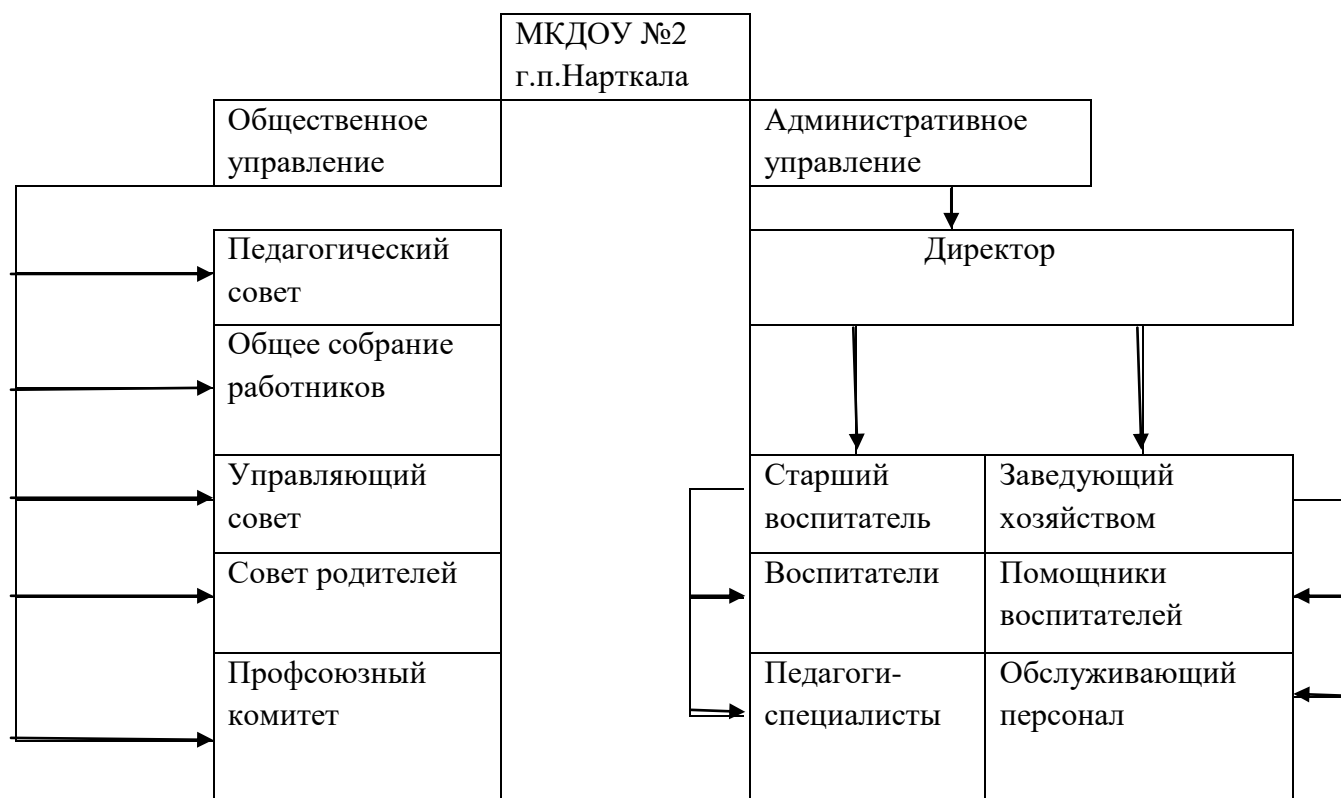 МКДОУ №2
г.п.Нарткала
Общественное
управление
Административное
управление
Педагогический
совет
Директор
Общее собрание
работников
Управляющий
совет
Старший
воспитатель
Заведующий
хозяйством
Совет родителей
Воспитатели
Помощники
воспитателей
Профсоюзный
комитет
Педагоги-
специалисты
Обслуживающий
персонал